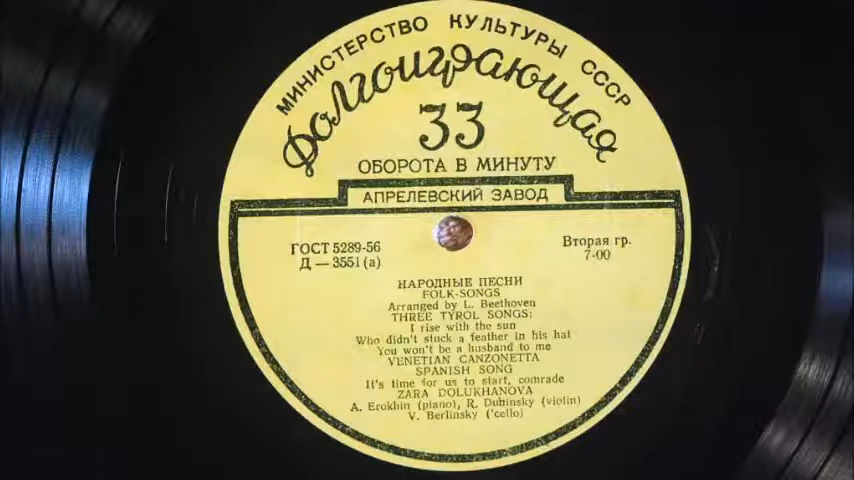 МИНИСТЕРСТВО КУЛЬТУРЫ СССР
Долгоиграющая
33
ОБОРОТА В МИНУТУ
АПРЕЛЕВСКИЙ ЗАВОД
ГОСТ 5289-56
Д — 3551 (а)
Вторая гр.
7-00
НАРОДНЫЕ ПЕСНИ
FOLK-SONGS
Arranged by L. Beethoven
THREE TYROL SONGS:
I rise with the sun
Who didn't stuck a feather in his hat
You won't be a husband to me
VENETIAN CANZONETTA
SPANISH SONG
It's time for us to start, comrade
ZARA DOLUKHANOVA
A. Erokhin (piano), R. Dubinsky (violin)
V. Berlinsky ('cello)